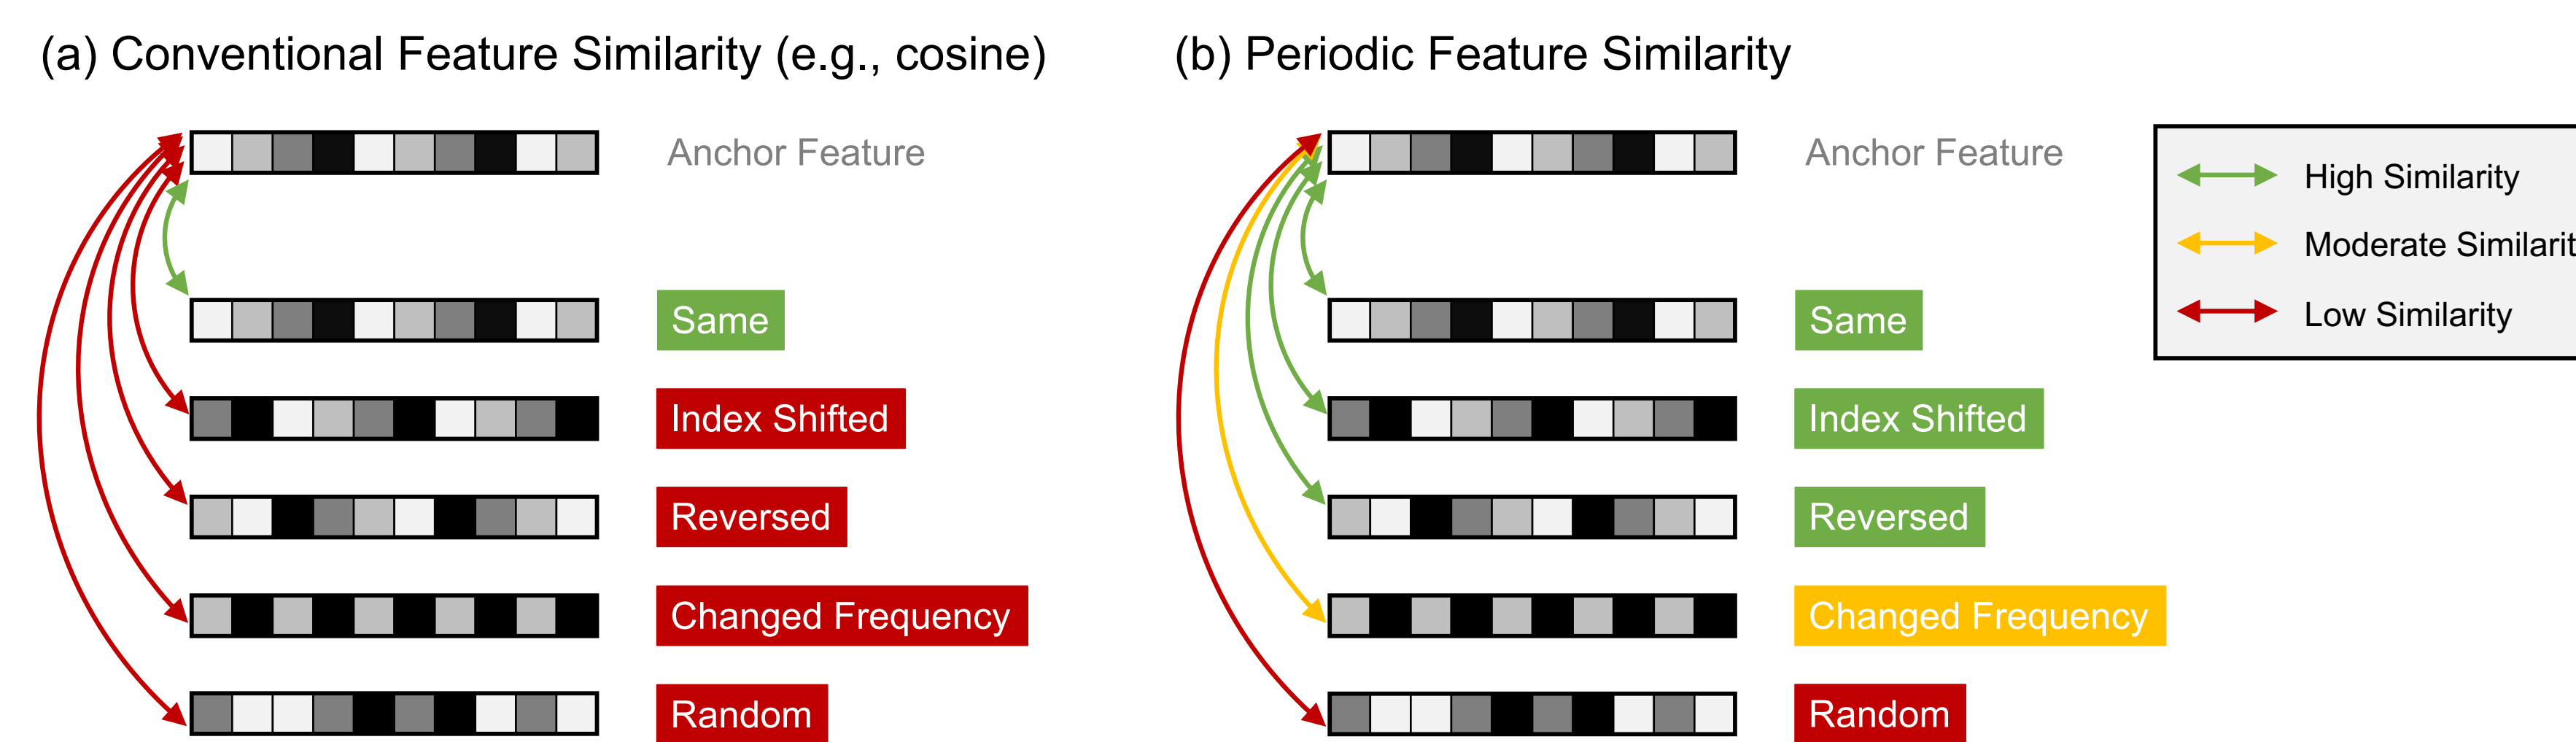 (a) Conventional Feature Similarity (e.g., cosine)
Anchor Feature
Same
Index Shifted
Reversed
Changed Frequency
Random
(b) Periodic Feature Similarity
Anchor Feature
Same
Index Shifted
Reversed
Changed Frequency
Random
High Similarity
Moderate Similarit
Low Similarity